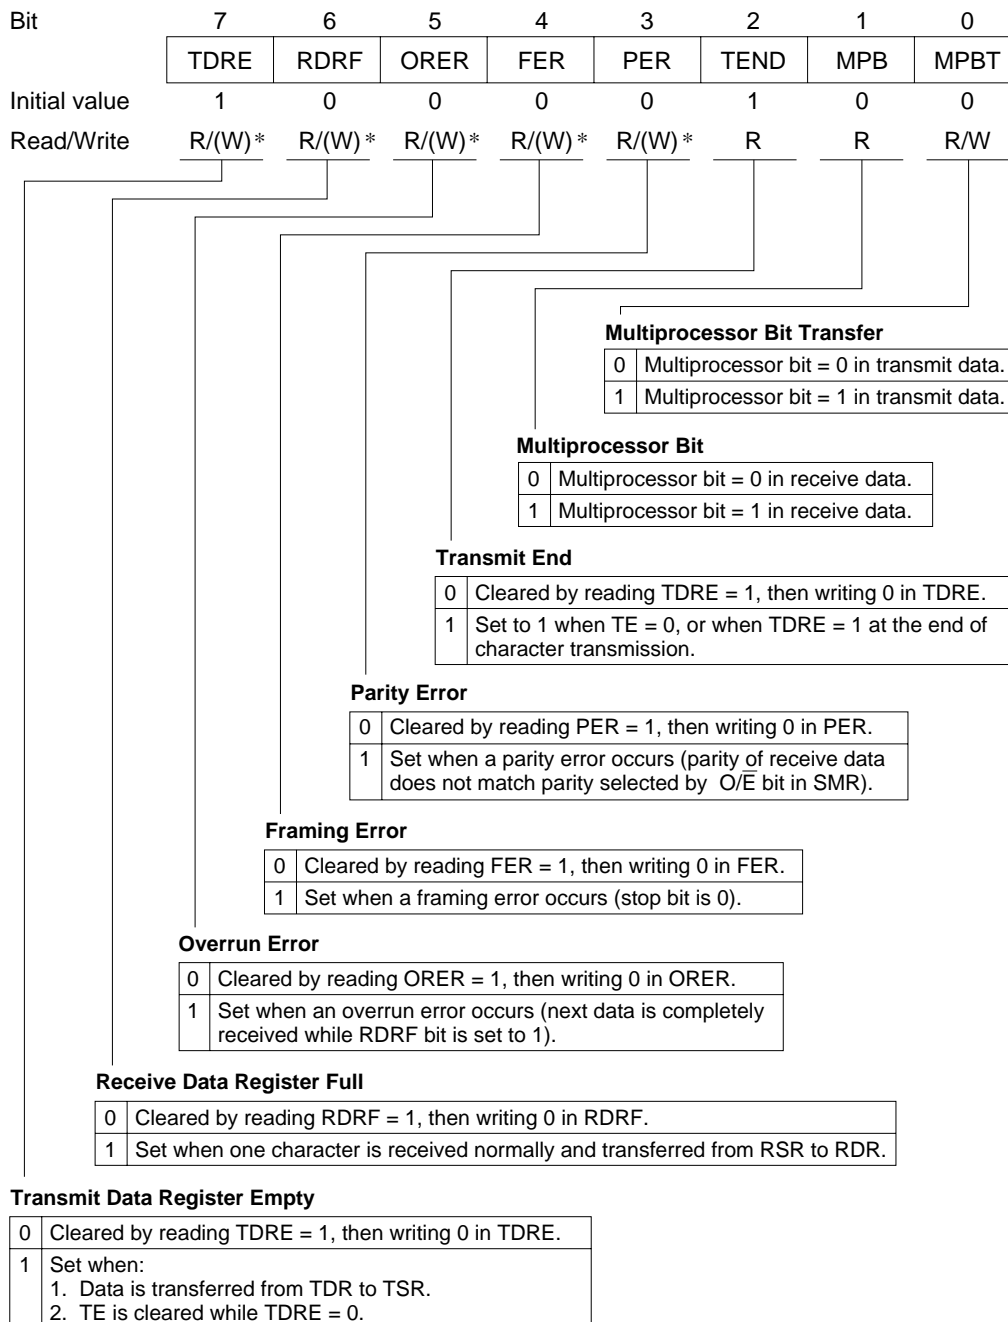 Bit 7 6 5 4 3 2 1 0
TDRE RDRF ORER FER PER TEND MPB MPBT
Initial value 1 0 0 0 0 1 0 0
Read/Write R/(W)* R/(W)* R/(W)* R/(W)* R/(W)* R R R/W
Multiprocessor Bit Transfer
0 Multiprocessor bit = 0 in transmit data.
1 Multiprocessor bit = 1 in transmit data.
Multiprocessor Bit
0 Multiprocessor bit = 0 in receive data.
1 Multiprocessor bit = 1 in receive data.
Transmit End
0 Cleared by reading TDRE = 1, then writing 0 in TDRE.
1 Set to 1 when TE = 0, or when TDRE = 1 at the end of
character transmission.
Parity Error
0 Cleared by reading PER = 1, then writing 0 in PER.
1 Set when a parity error occurs (parity of receive data
does not match parity selected by O/E̅ bit in SMR).
Framing Error
0 Cleared by reading FER = 1, then writing 0 in FER.
1 Set when a framing error occurs (stop bit is 0).
Overrun Error
0 Cleared by reading ORER = 1, then writing 0 in ORER.
1 Set when an overrun error occurs (next data is completely
received while RDRF bit is set to 1).
Receive Data Register Full
0 Cleared by reading RDRF = 1, then writing 0 in RDRF.
1 Set when one character is received normally and transferred from RSR to RDR.
Transmit Data Register Empty
0 Cleared by reading TDRE = 1, then writing 0 in TDRE.
1 Set when:
1. Data is transferred from TDR to TSR.
2. TE is cleared while TDRE = 0.